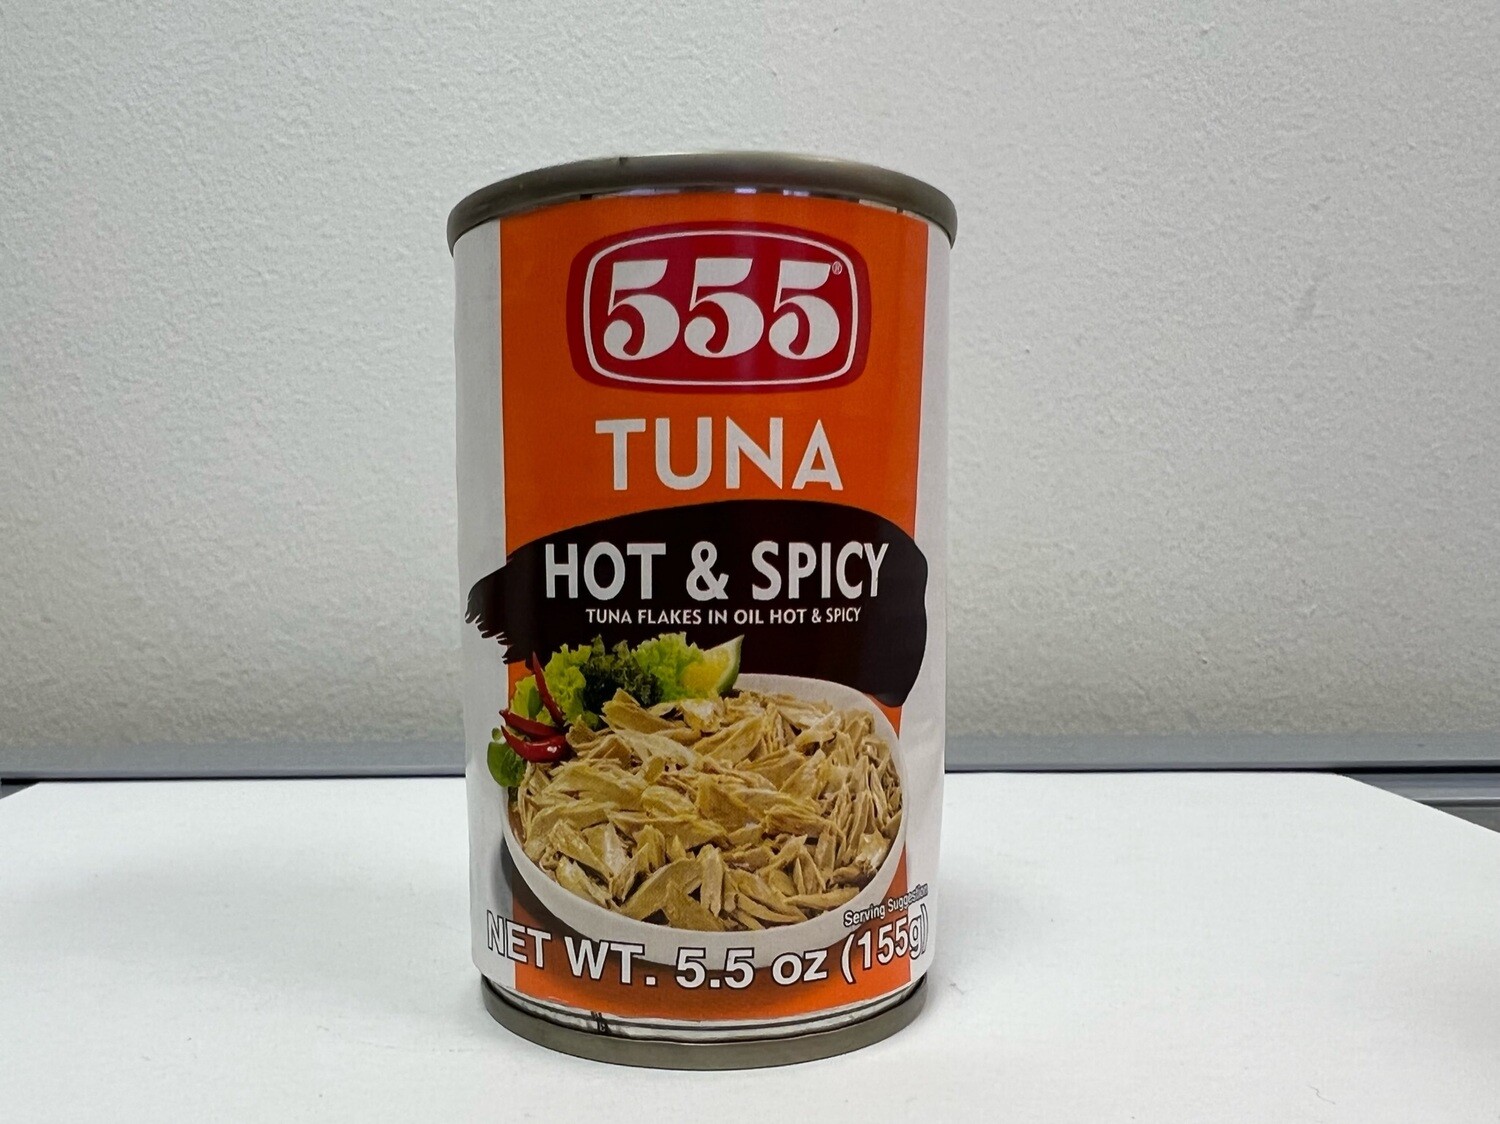 555®
TUNA
HOT & SPICY
TUNA FLAKES IN OIL HOT & SPICY
Serving Suggestion
NET WT. 5.5 oz (155g)